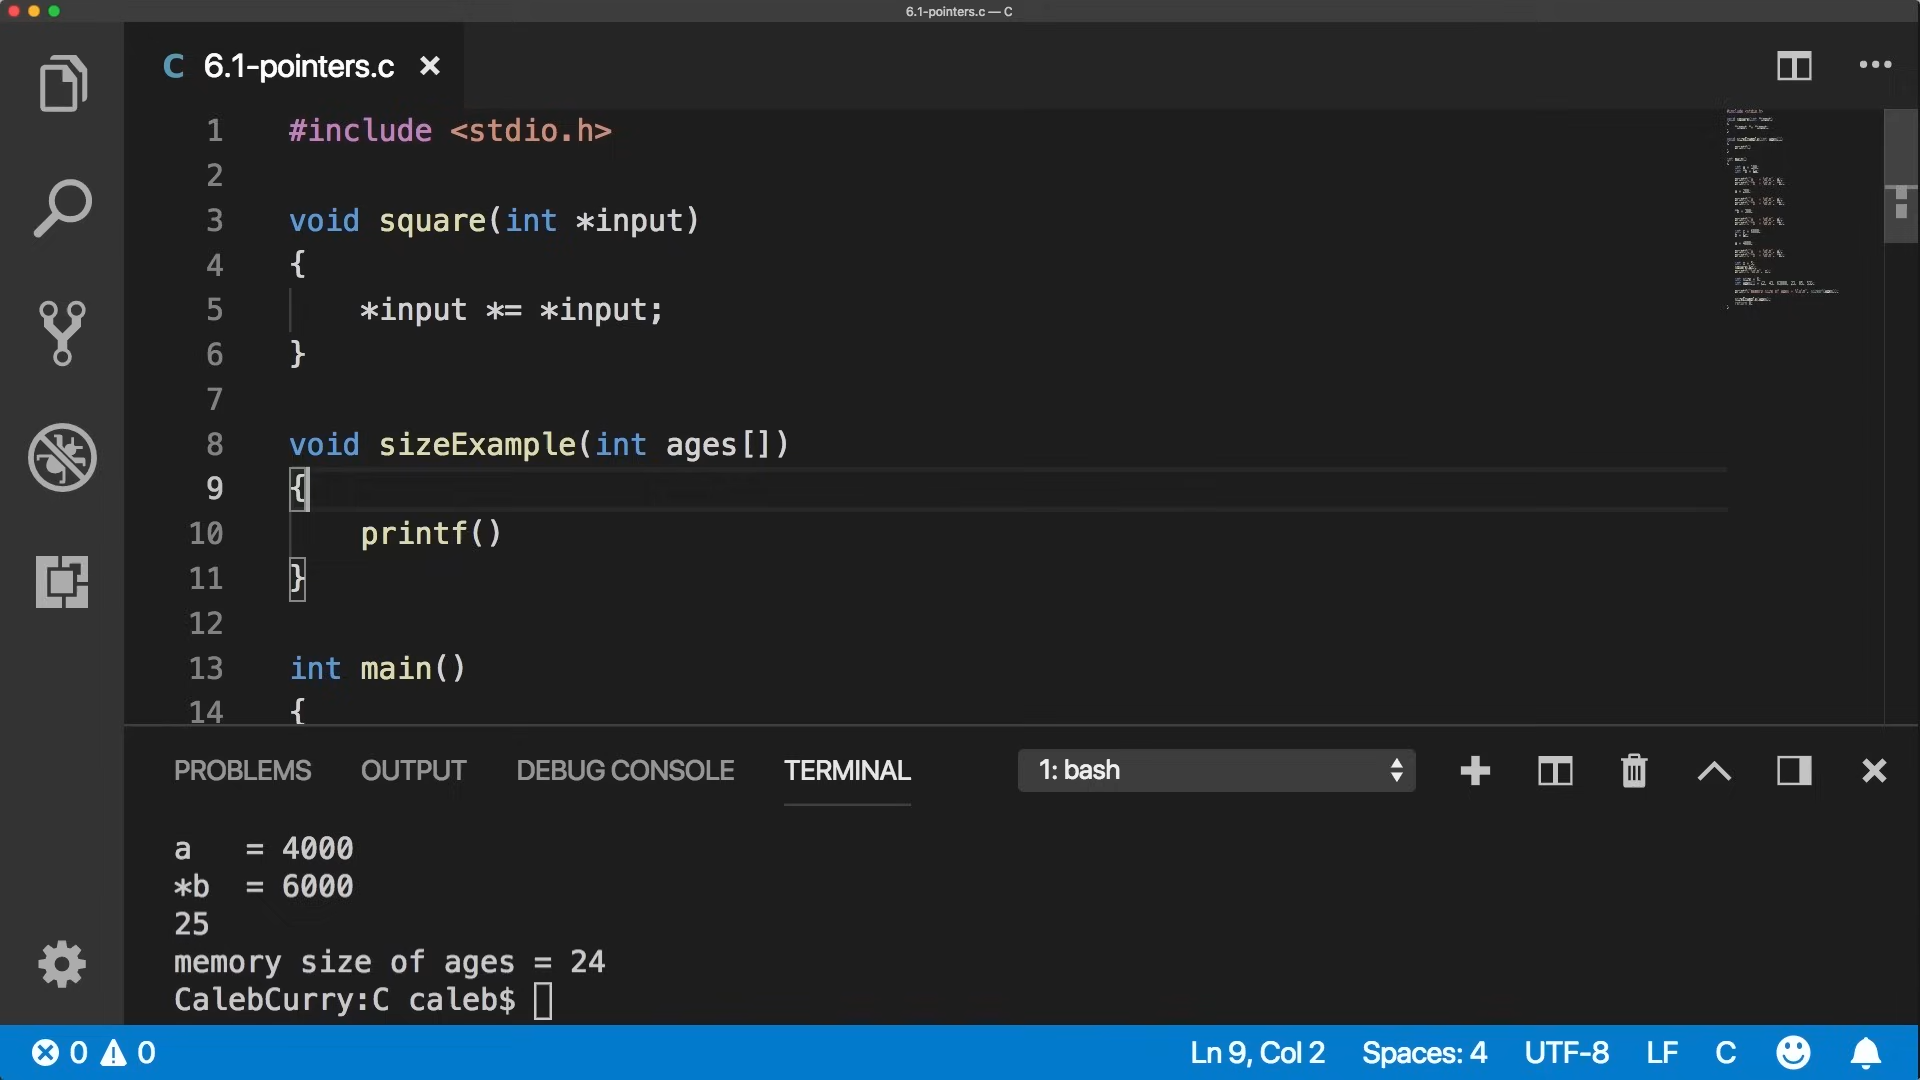 6.1-pointers.c — C
C 6.1-pointers.c
1 #include <stdio.h>
2
3 void square(int *input)
4 {
5 *input *= *input;
6 }
7
8 void sizeExample(int ages[])
9 {
10 printf()
11 }
12
13 int main()
14 {
PROBLEMS OUTPUT DEBUG CONSOLE TERMINAL 1: bash
a = 4000
*b = 6000
25
memory size of ages = 24
CalebCurry:C caleb$
0 0 Ln 9, Col 2 Spaces: 4 UTF-8 LF C